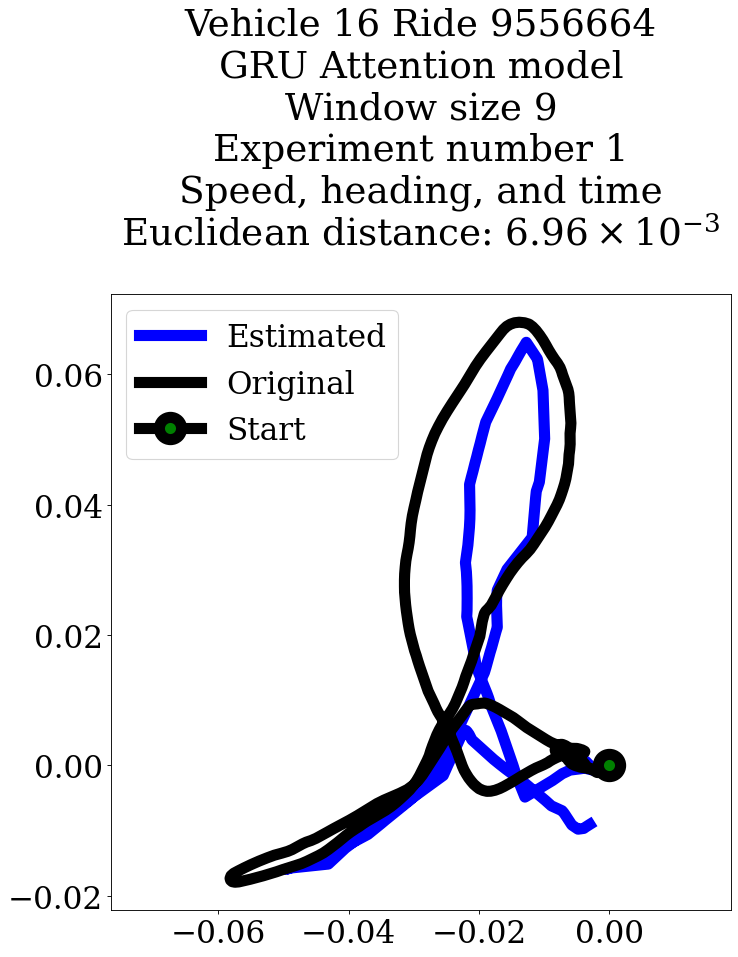 Vehicle 16 Ride 9556664
GRU Attention model
Window size 9
Experiment number 1
Speed, heading, and time
Euclidean distance: 6.96 × 10⁻³
Estimated
Original
Start
0.06
0.04
0.02
0.00
−0.02
−0.06 −0.04 −0.02 0.00